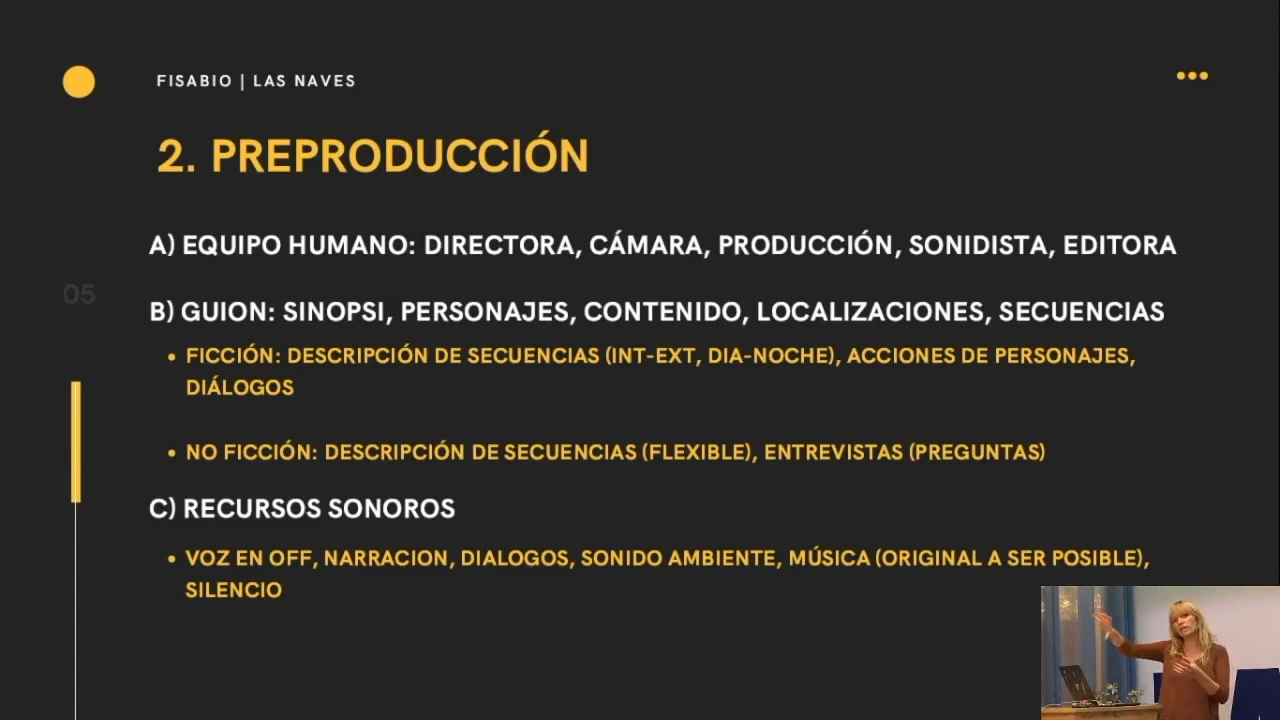 FISABIO | LAS NAVES
2. PREPRODUCCIÓN
A) EQUIPO HUMANO: DIRECTORA, CÁMARA, PRODUCCIÓN, SONIDISTA, EDITORA
05
B) GUION: SINOPSI, PERSONAJES, CONTENIDO, LOCALIZACIONES, SECUENCIAS
• FICCIÓN: DESCRIPCIÓN DE SECUENCIAS (INT-EXT, DIA-NOCHE), ACCIONES DE PERSONAJES,
DIÁLOGOS
• NO FICCIÓN: DESCRIPCIÓN DE SECUENCIAS (FLEXIBLE), ENTREVISTAS (PREGUNTAS)
C) RECURSOS SONOROS
• VOZ EN OFF, NARRACION, DIALOGOS, SONIDO AMBIENTE, MÚSICA (ORIGINAL A SER POSIBLE),
SILENCIO